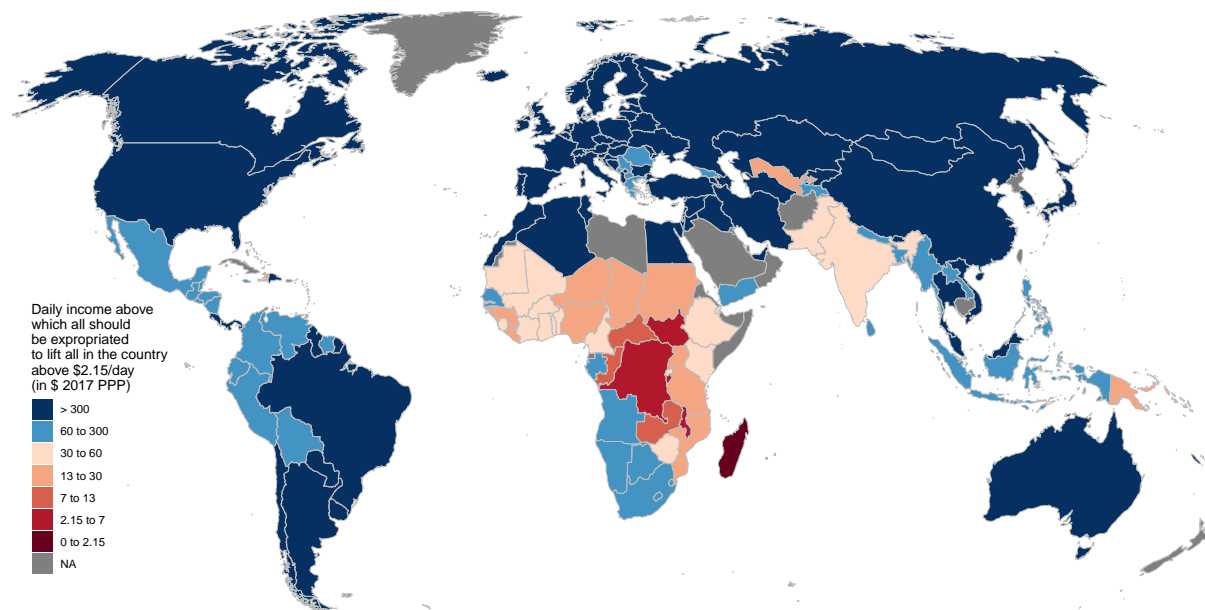 Daily income above
which all should
be expropriated
to lift all in the country
above $2.15/day
(in $ 2017 PPP)
> 300
60 to 300
30 to 60
13 to 30
7 to 13
2.15 to 7
0 to 2.15
NA